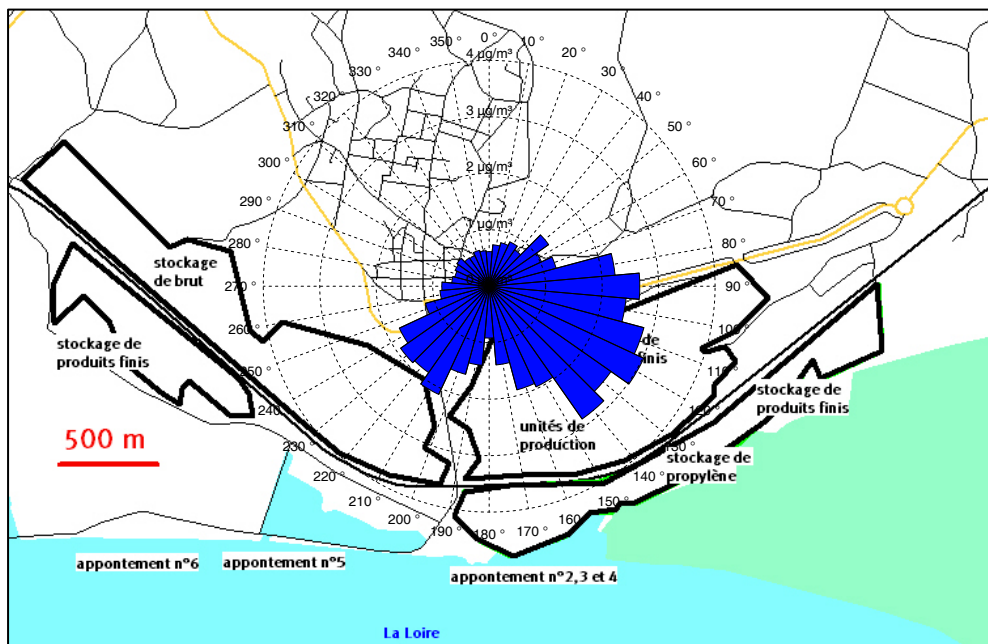 0 °
10 °
20 °
30 °
40 °
50 °
60 °
70 °
80 °
90 °
100 °
110 °
120 °
130 °
140 °
150 °
160 °
170 °
180 °
190 °
200 °
210 °
220 °
230 °
240 °
250 °
260 °
270 °
280 °
290 °
300 °
310 °
320 °
330 °
340 °
350 °
4 µg/m³
3 µg/m³
2 µg/m³
1 µg/m³
stockage
de brut
stockage de
produits finis
de
finis
stockage de
produits finis
unités de
production
stockage de
propylène
500 m
appontement n°6
appontement n°5
appontement n°2,3 et 4
La Loire